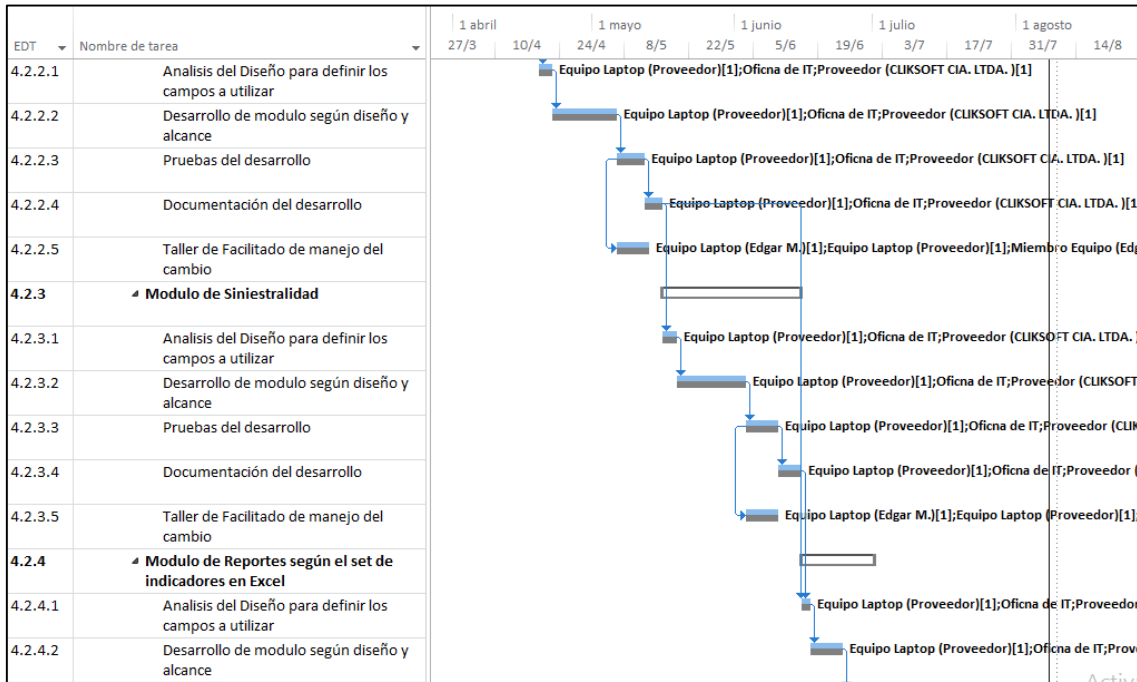 1 abril 1 mayo 1 junio 1 julio 1 agosto
EDT Nombre de tarea 27/3 10/4 24/4 8/5 22/5 5/6 19/6 3/7 17/7 31/7 14/8
4.2.2.1 Analisis del Diseño para definir los Equipo Laptop (Proveedor)[1];Oficna de IT;Proveedor (CLIKSOFT CIA. LTDA. )[1]
campos a utilizar
4.2.2.2 Desarrollo de modulo según diseño y Equipo Laptop (Proveedor)[1];Oficna de IT;Proveedor (CLIKSOFT CIA. LTDA. )[1]
alcance
4.2.2.3 Pruebas del desarrollo Equipo Laptop (Proveedor)[1];Oficna de IT;Proveedor (CLIKSOFT CIA. LTDA. )[1]
4.2.2.4 Documentación del desarrollo Equipo Laptop (Proveedor)[1];Oficna de IT;Proveedor (CLIKSOFT CIA. LTDA. )[1
4.2.2.5 Taller de Facilitado de manejo del Equipo Laptop (Edgar M.)[1];Equipo Laptop (Proveedor)[1];Miembro Equipo (Edg
cambio
4.2.3 Modulo de Siniestralidad
4.2.3.1 Analisis del Diseño para definir los Equipo Laptop (Proveedor)[1];Oficna de IT;Proveedor (CLIKSOFT CIA. LTDA. )
campos a utilizar
4.2.3.2 Desarrollo de modulo según diseño y Equipo Laptop (Proveedor)[1];Oficna de IT;Proveedor (CLIKSOFT
alcance
4.2.3.3 Pruebas del desarrollo Equipo Laptop (Proveedor)[1];Oficna de IT;Proveedor (CLIK
4.2.3.4 Documentación del desarrollo Equipo Laptop (Proveedor)[1];Oficna de IT;Proveedor (
4.2.3.5 Taller de Facilitado de manejo del Equipo Laptop (Edgar M.)[1];Equipo Laptop (Proveedor)[1];
cambio
4.2.4 Modulo de Reportes según el set de
indicadores en Excel
4.2.4.1 Analisis del Diseño para definir los Equipo Laptop (Proveedor)[1];Oficna de IT;Proveedor
campos a utilizar
4.2.4.2 Desarrollo de modulo según diseño y Equipo Laptop (Proveedor)[1];Oficna de IT;Prov
alcance